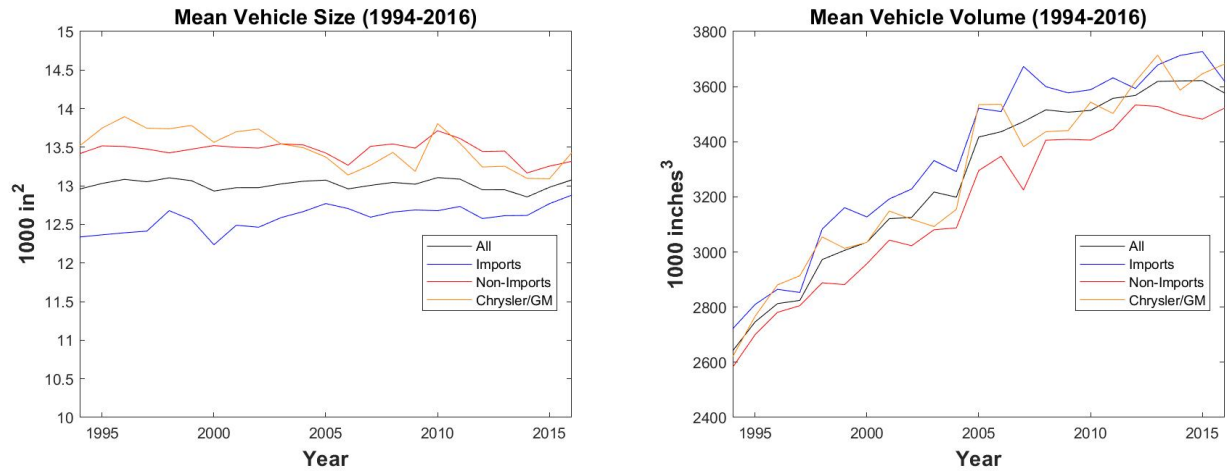 Mean Vehicle Size (1994-2016)
15
14.5
14
13.5
13
12.5
12
11.5
11
10.5
10
1000 in²
1995
2000
2005
2010
2015
Year
All
Imports
Non-Imports
Chrysler/GM
Mean Vehicle Volume (1994-2016)
3800
3600
3400
3200
3000
2800
2600
2400
1000 inches³
1995
2000
2005
2010
2015
Year
All
Imports
Non-Imports
Chrysler/GM